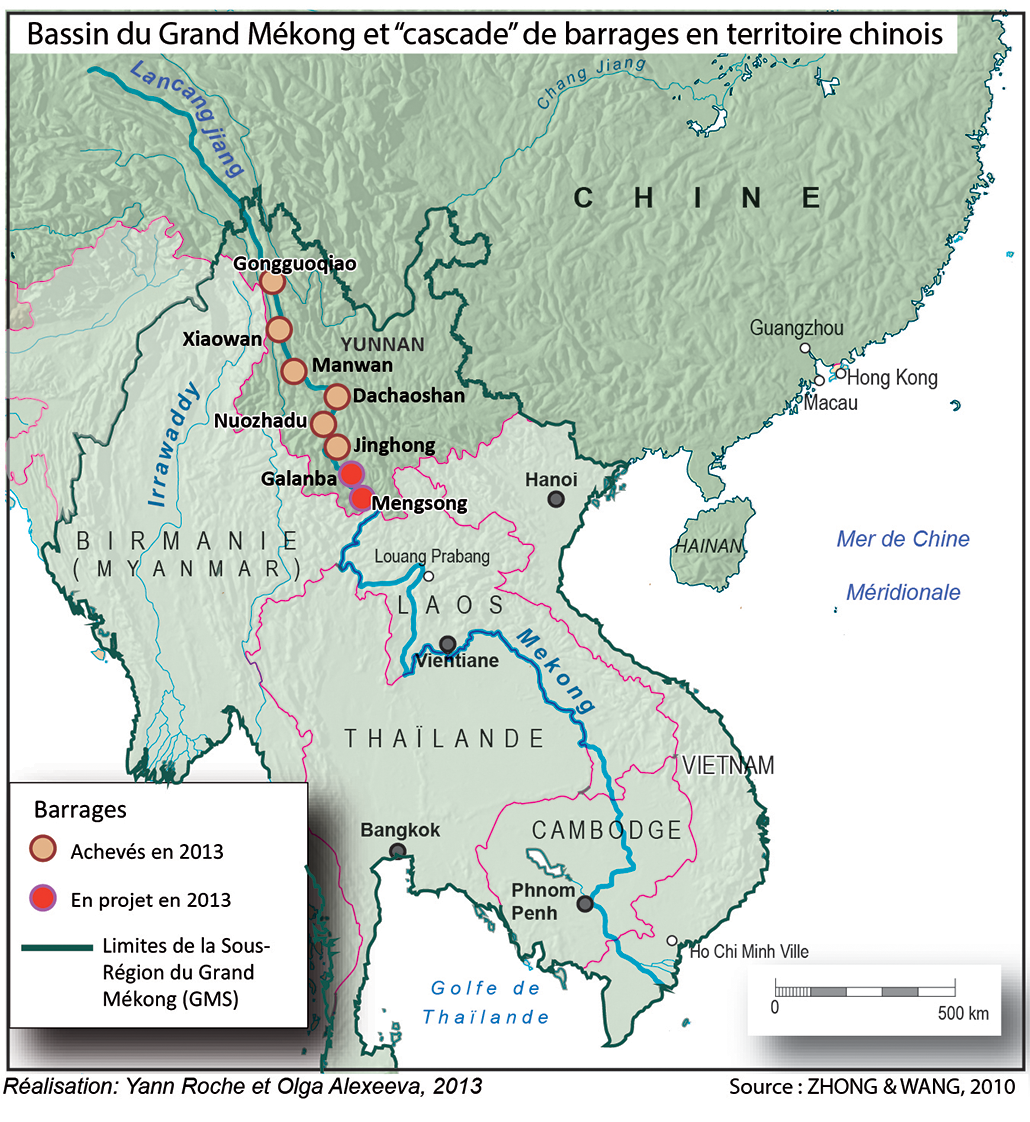 Bassin du Grand Mékong et “cascade” de barrages en territoire chinois
Lancang jiang
Chang Jiang
CHINE
Gongguoqiao
Xiaowan
YUNNAN
Manwan
Dachaoshan
Nuozhadu
Jinghong
Galanba
Mengsong
Guangzhou
Hong Kong
Macau
Irrawaddy
Hanoi
HAINAN
Mer de Chine
Méridionale
BIRMANIE
(MYANMAR)
Louang Prabang
LAOS
Vientiane
Mekong
THAÏLANDE
VIETNAM
CAMBODGE
Bangkok
Phnom
Penh
Ho Chi Minh Ville
Golfe de
Thaïlande
Barrages
Achevés en 2013
En projet en 2013
Limites de la Sous-
Région du Grand
Mékong (GMS)
0
500 km
Réalisation: Yann Roche et Olga Alexeeva, 2013
Source : ZHONG & WANG, 2010